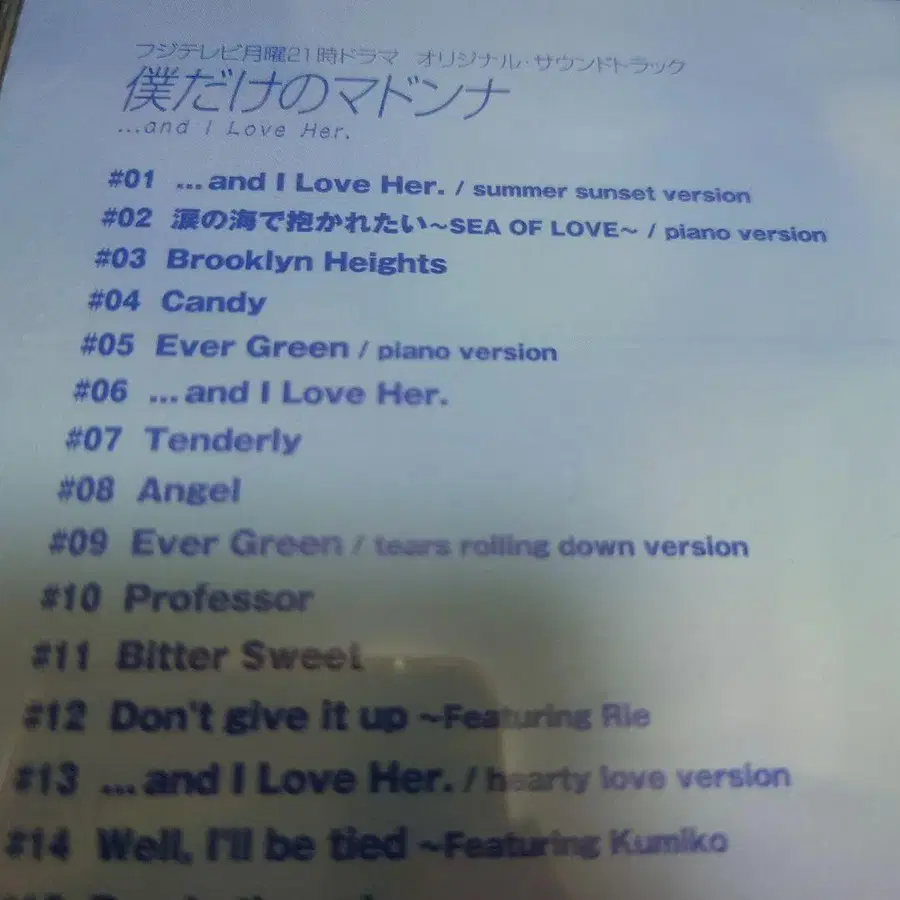 フジテレビ月曜21時ドラマ オリジナル・サウンドトラック
僕だけのマドンナ
...and I Love Her.
#01 ...and I Love Her. / summer sunset version
#02 涙の海で抱かれたい~SEA OF LOVE~ / piano version
#03 Brooklyn Heights
#04 Candy
#05 Ever Green / piano version
#06 ...and I Love Her.
#07 Tenderly
#08 Angel
#09 Ever Green / tears rolling down version
#10 Professor
#11 Bitter Sweet
#12 Don't give it up ~Featuring Rie
#13 ...and I Love Her. / hearty love version
#14 Well, I'll be tied ~Featuring Kumiko